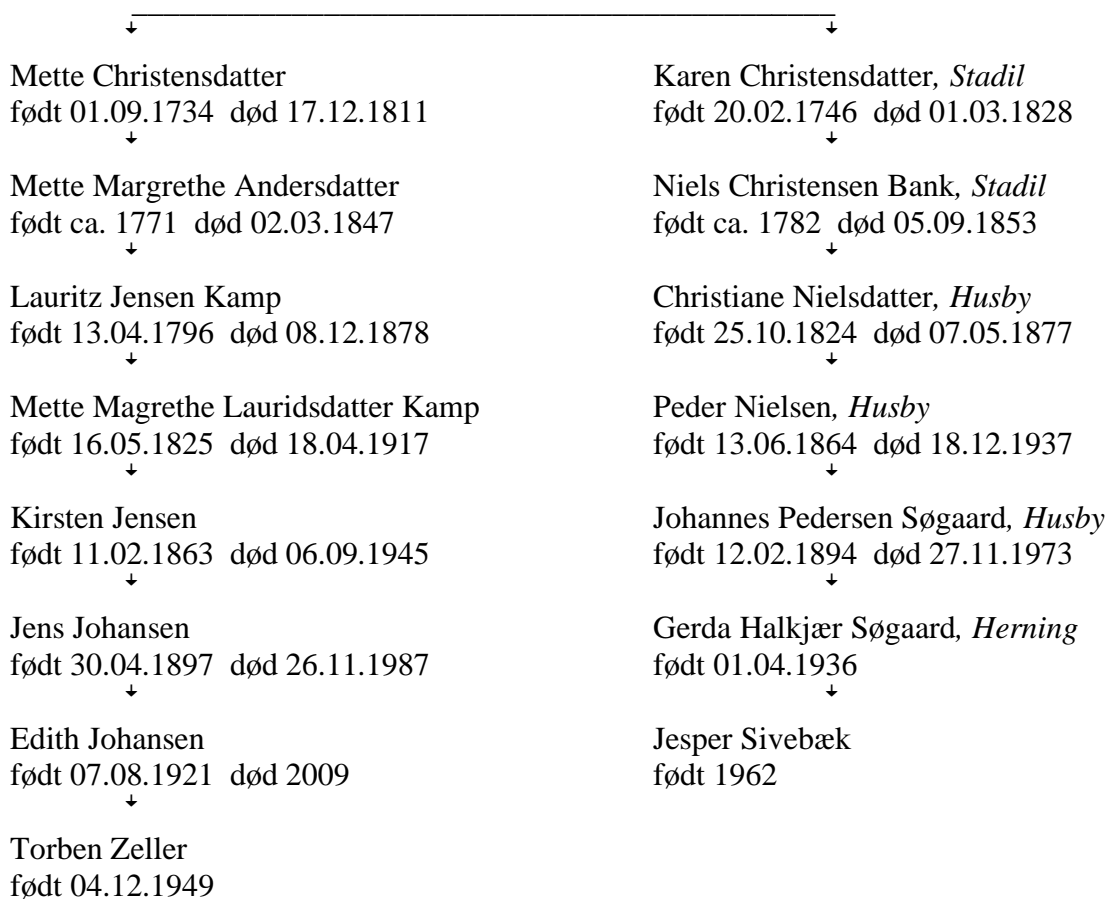 Mette Christensdatter
født 01.09.1734 død 17.12.1811
Mette Margrethe Andersdatter
født ca. 1771 død 02.03.1847
Lauritz Jensen Kamp
født 13.04.1796 død 08.12.1878
Mette Magrethe Lauridsdatter Kamp
født 16.05.1825 død 18.04.1917
Kirsten Jensen
født 11.02.1863 død 06.09.1945
Jens Johansen
født 30.04.1897 død 26.11.1987
Edith Johansen
født 07.08.1921 død 2009
Torben Zeller
født 04.12.1949
Karen Christensdatter, Stadil
født 20.02.1746 død 01.03.1828
Niels Christensen Bank, Stadil
født ca. 1782 død 05.09.1853
Christiane Nielsdatter, Husby
født 25.10.1824 død 07.05.1877
Peder Nielsen, Husby
født 13.06.1864 død 18.12.1937
Johannes Pedersen Søgaard, Husby
født 12.02.1894 død 27.11.1973
Gerda Halkjær Søgaard, Herning
født 01.04.1936
Jesper Sivebæk
født 1962